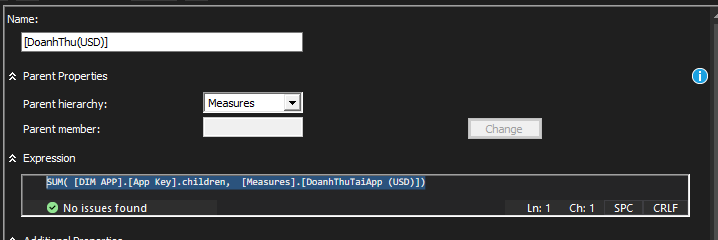 Name:
[DoanhThu(USD)]
Parent Properties
Parent hierarchy:
Measures
Parent member:
Change
Expression
SUM( [DIM APP].[App Key].children,  [Measures].[DoanhThuTaiApp (USD)])
No issues found
Ln: 1
Ch: 1
SPC
CRLF